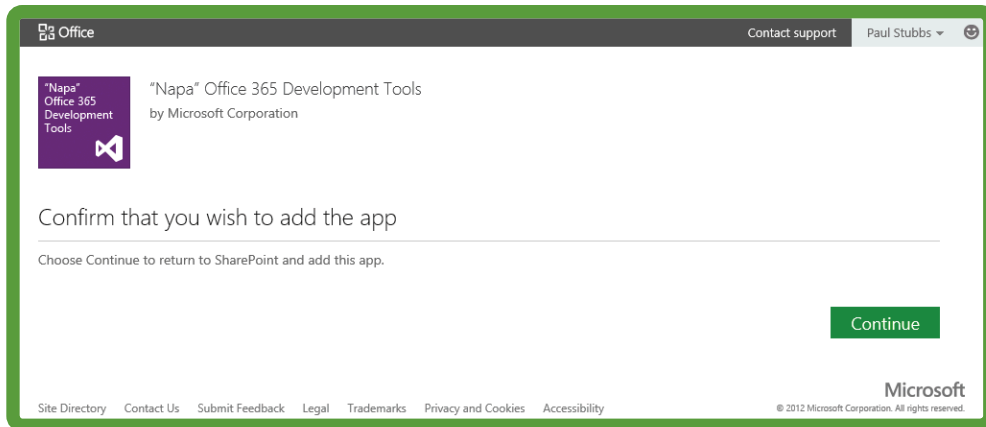 Office
Contact support
Paul Stubbs
"Napa"
Office 365
Development
Tools
"Napa" Office 365 Development Tools
by Microsoft Corporation
Confirm that you wish to add the app
Choose Continue to return to SharePoint and add this app.
Continue
Microsoft
Site Directory Contact Us Submit Feedback Legal Trademarks Privacy and Cookies Accessibility
© 2012 Microsoft Corporation. All rights reserved.